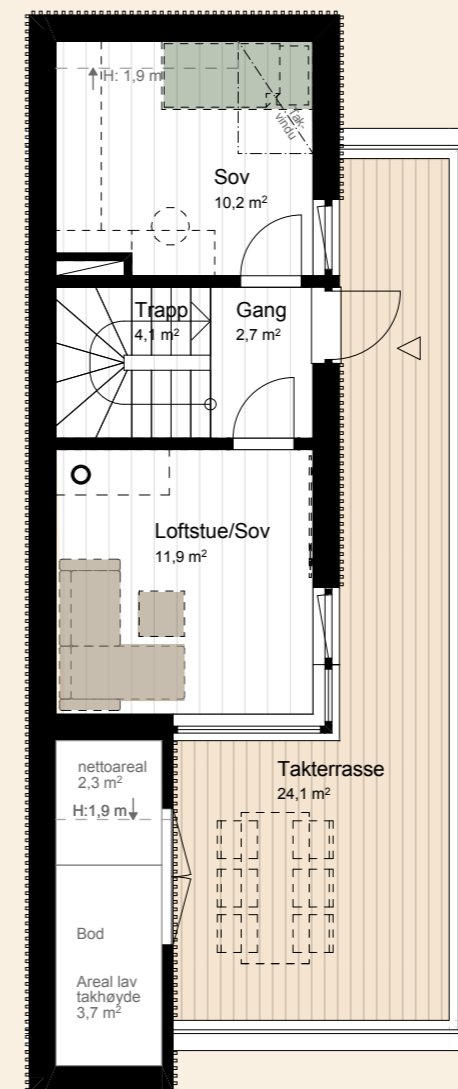 H: 1,9 m
Tak-
vindu
Sov
10,2 m²
Trapp
4,1 m²
Gang
2,7 m²
Loftstue/Sov
11,9 m²
nettoareal
2,3 m²
H:1,9 m
Takterrasse
24,1 m²
Bod
Areal lav
takhøyde
3,7 m²